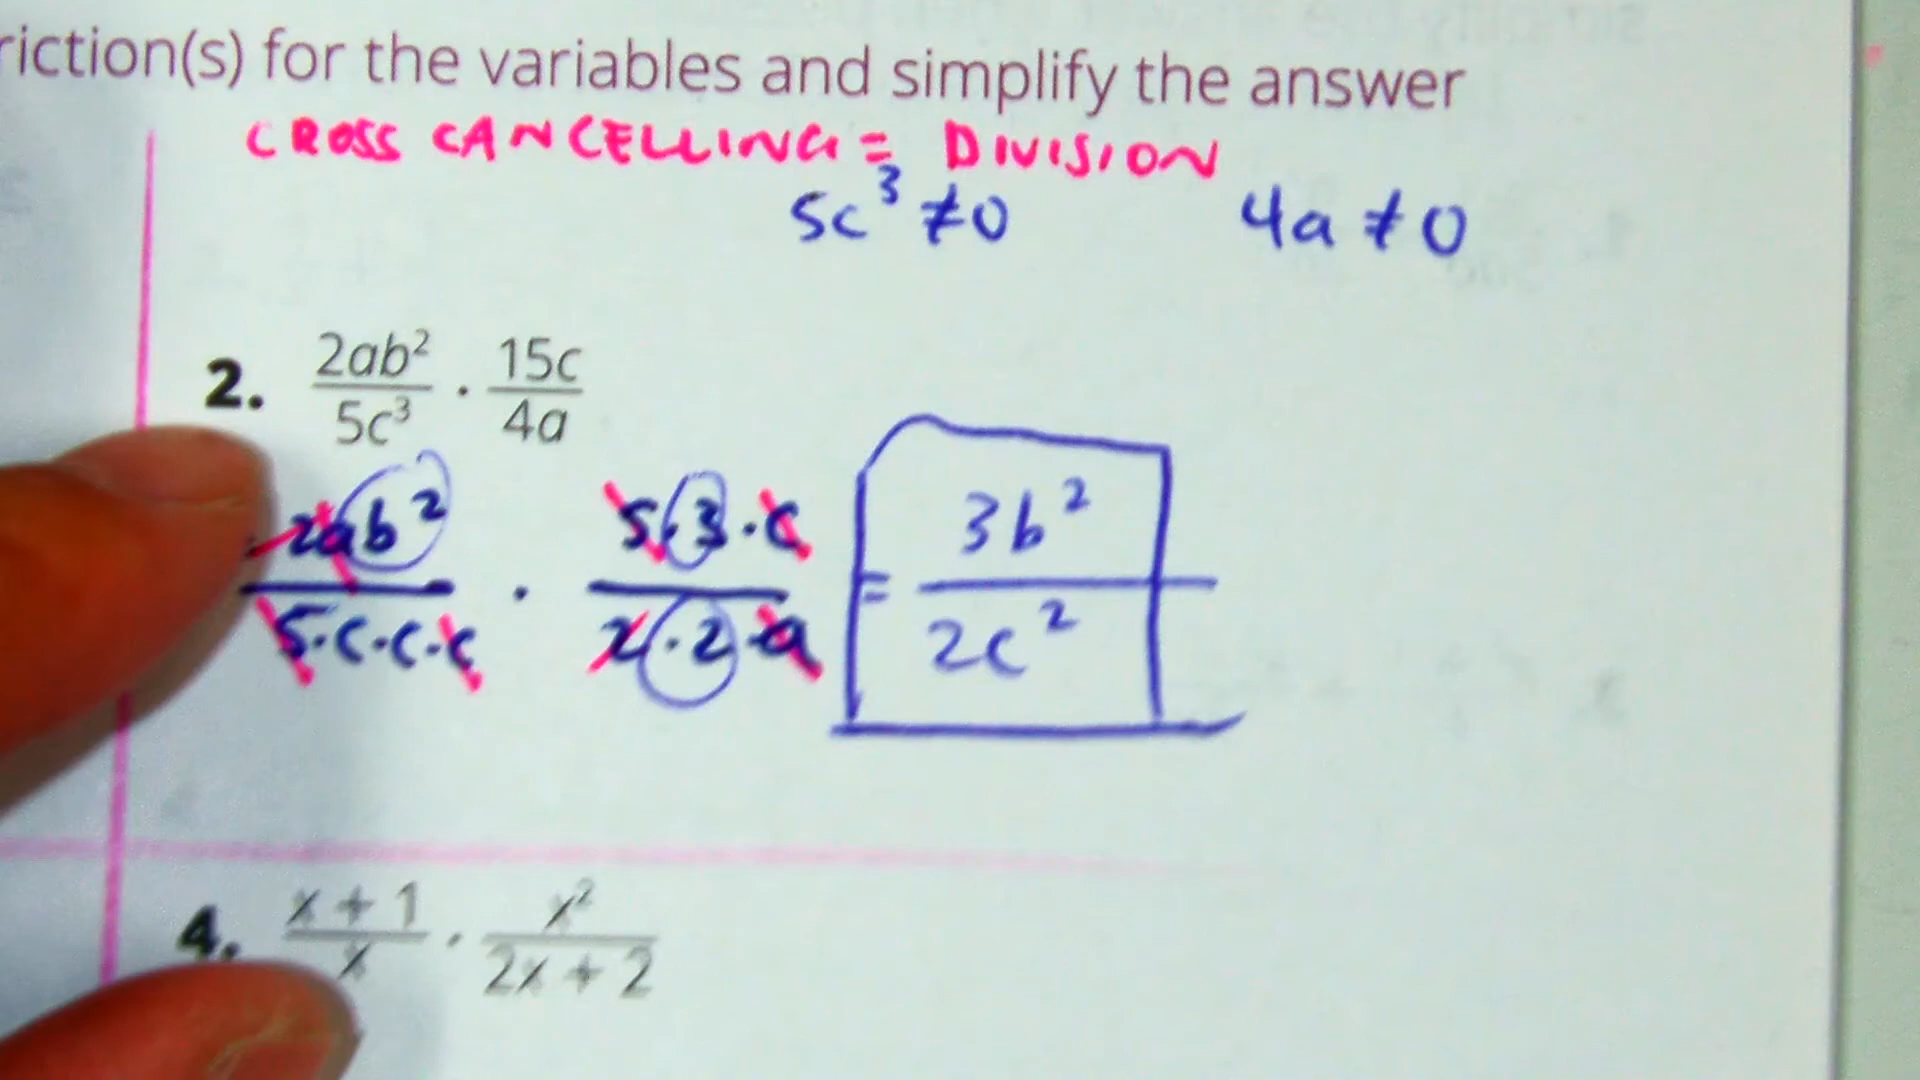 for the variables and simplify the answer
CROSS CANCELLING = DIVISION
5c³ ≠ 0 4a ≠ 0
2. 2ab²/5c³ · 15c/4a
2ab²/5·c·c·c · 5·3·c/2·2·a = 3b²/2c²
4. x + 1/x · x²/2x + 2